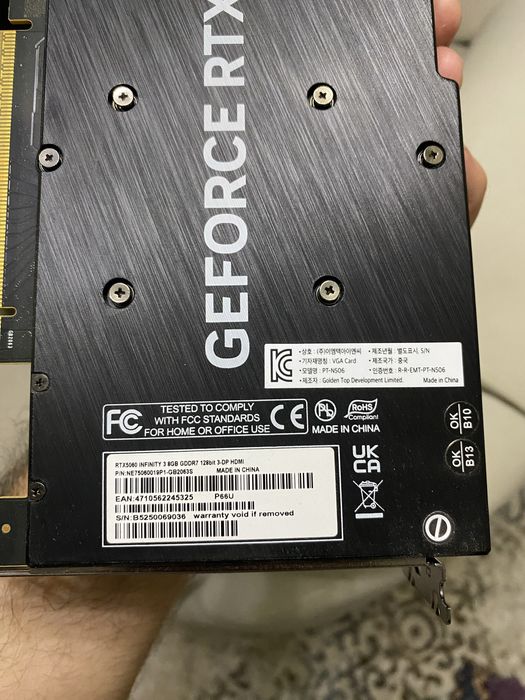 GEFORCE RTX
• 상호 : (주)이엠텍아이엔씨 • 제조년월 : 별도표시, S/N
• 기자재명칭 : VGA Card • 제조국가 : 중국
• 모델명 : PT-N506 • 인증번호 : R-R-EMT-PT-N506
• 제조자 : Golden Top Development Limited. Made in China
FC
TESTED TO COMPLY
WITH FCC STANDARDS
FOR HOME OR OFFICE USE
CE
Pb
RoHS
Compliant
MADE IN CHINA
OK
B10
OK
B13
UK
CA
RTX5060 INFINITY 3 8GB GDDR7 128bit 3-DP HDMI
P/N:NE75060019P1-GB2063S MADE IN CHINA
EAN:4710562245325 P66U
S/N:B5250069036 warranty void if removed